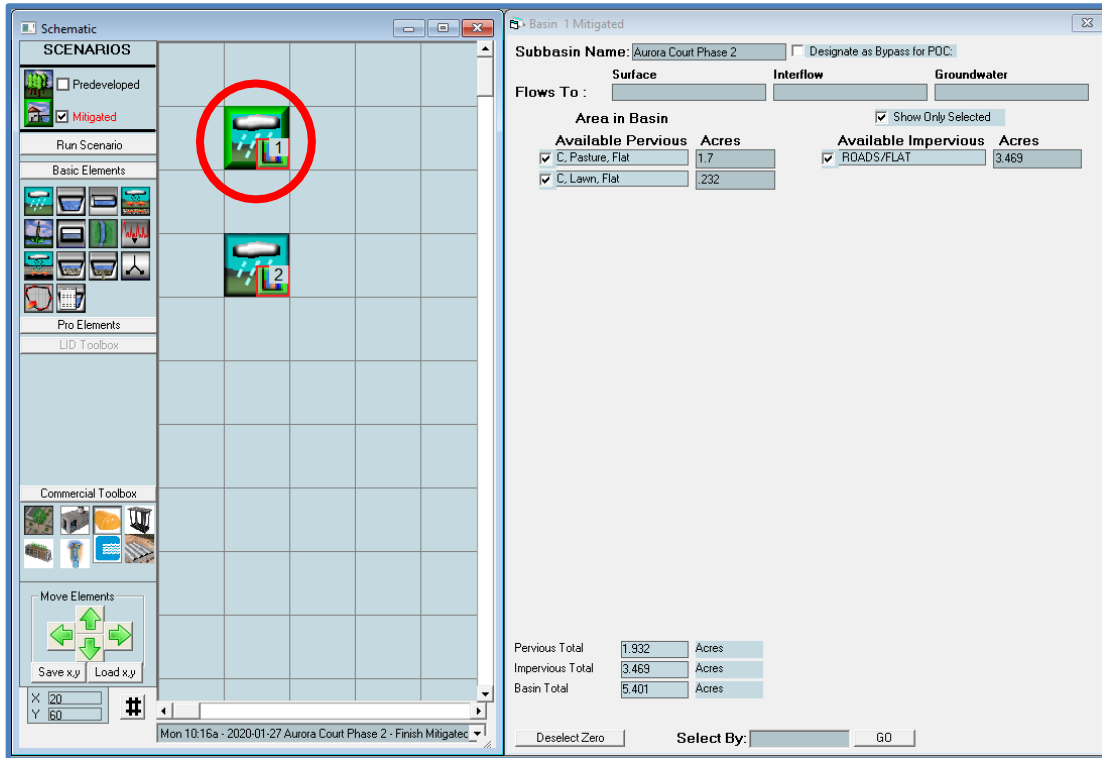 Schematic
SCENARIOS
Predeveloped
Mitigated
Run Scenario
Basic Elements
Pro Elements
LID Toolbox
Commercial Toolbox
Move Elements
Save x,y Load x,y
X 20
Y 60
#
1
2
Mon 10:16a - 2020-01-27 Aurora Court Phase 2 - Finish Mitigatec
Basin 1 Mitigated
Subbasin Name: Aurora Court Phase 2 Designate as Bypass for POC:
Surface Interflow Groundwater
Flows To :
Area in Basin Show Only Selected
Available Pervious Acres Available Impervious Acres
C, Pasture, Flat 1.7 ROADS/FLAT 3.469
C, Lawn, Flat .232
Pervious Total 1.932 Acres
Impervious Total 3.469 Acres
Basin Total 5.401 Acres
Deselect Zero Select By: GO